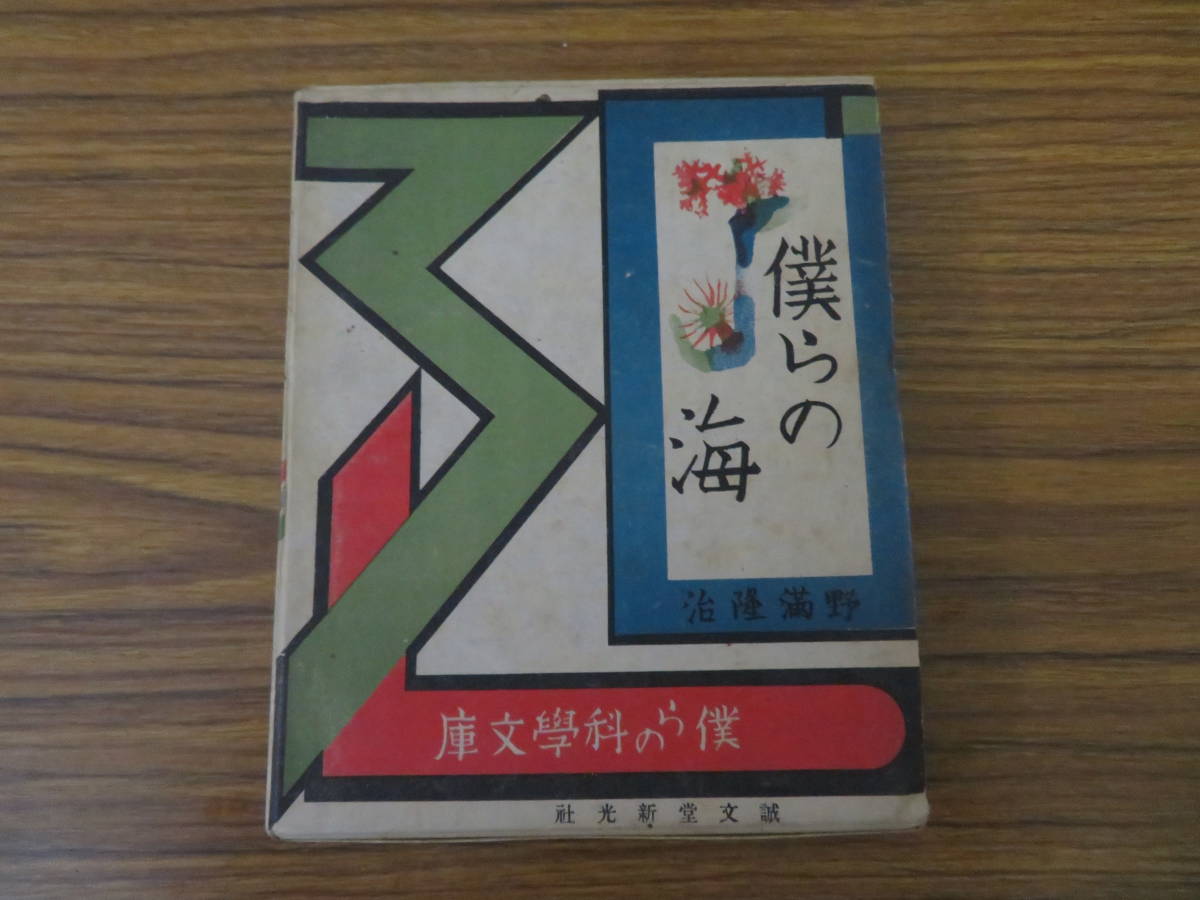 僕らの
海
野滿隆治
僕らの科學文庫
誠文堂新光社